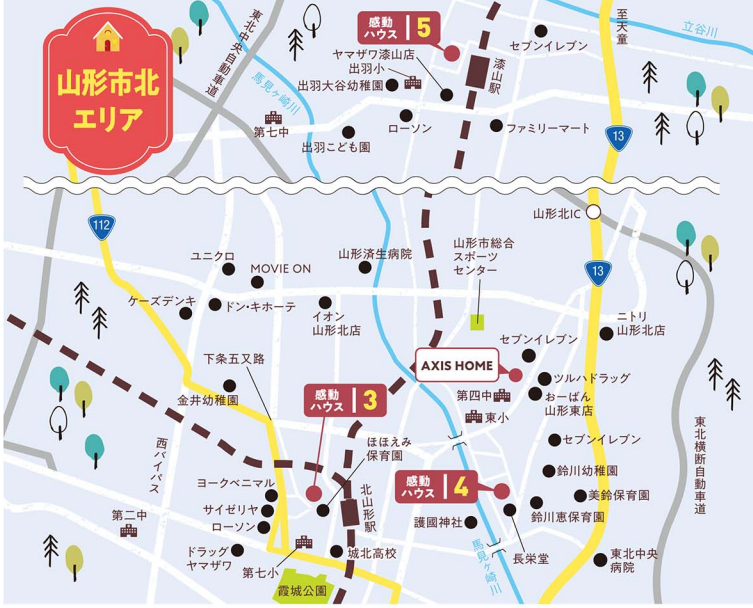 山形市北
エリア
東北中央自動車道
感動
ハウス
5
ヤマザワ漆山店
出羽小
出羽大谷幼稚園
漆山駅
セブンイレブン
至天童
立谷川
馬見ヶ崎川
第七中
出羽こども園
ローソン
ファミリーマート
13
112
山形北IC
13
ユニクロ
MOVIE ON
山形済生病院
山形市総合
スポーツ
センター
ケーズデンキ
ドン・キホーテ
イオン
山形北店
ニトリ
山形北店
セブンイレブン
AXIS HOME
下条五又路
金井幼稚園
感動
ハウス
3
ツルハドラッグ
第四中
おーばん
山形東店
東小
東北横断自動車道
西バイパス
ほほえみ
保育園
セブンイレブン
鈴川幼稚園
ヨークベニマル
サイゼリヤ
ローソン
北山形駅
感動
ハウス
4
美鈴保育園
鈴川恵保育園
護國神社
長栄堂
第二中
ドラッグ
ヤマザワ
第七小
城北高校
馬見ヶ崎川
東北中央
病院
霞城公園